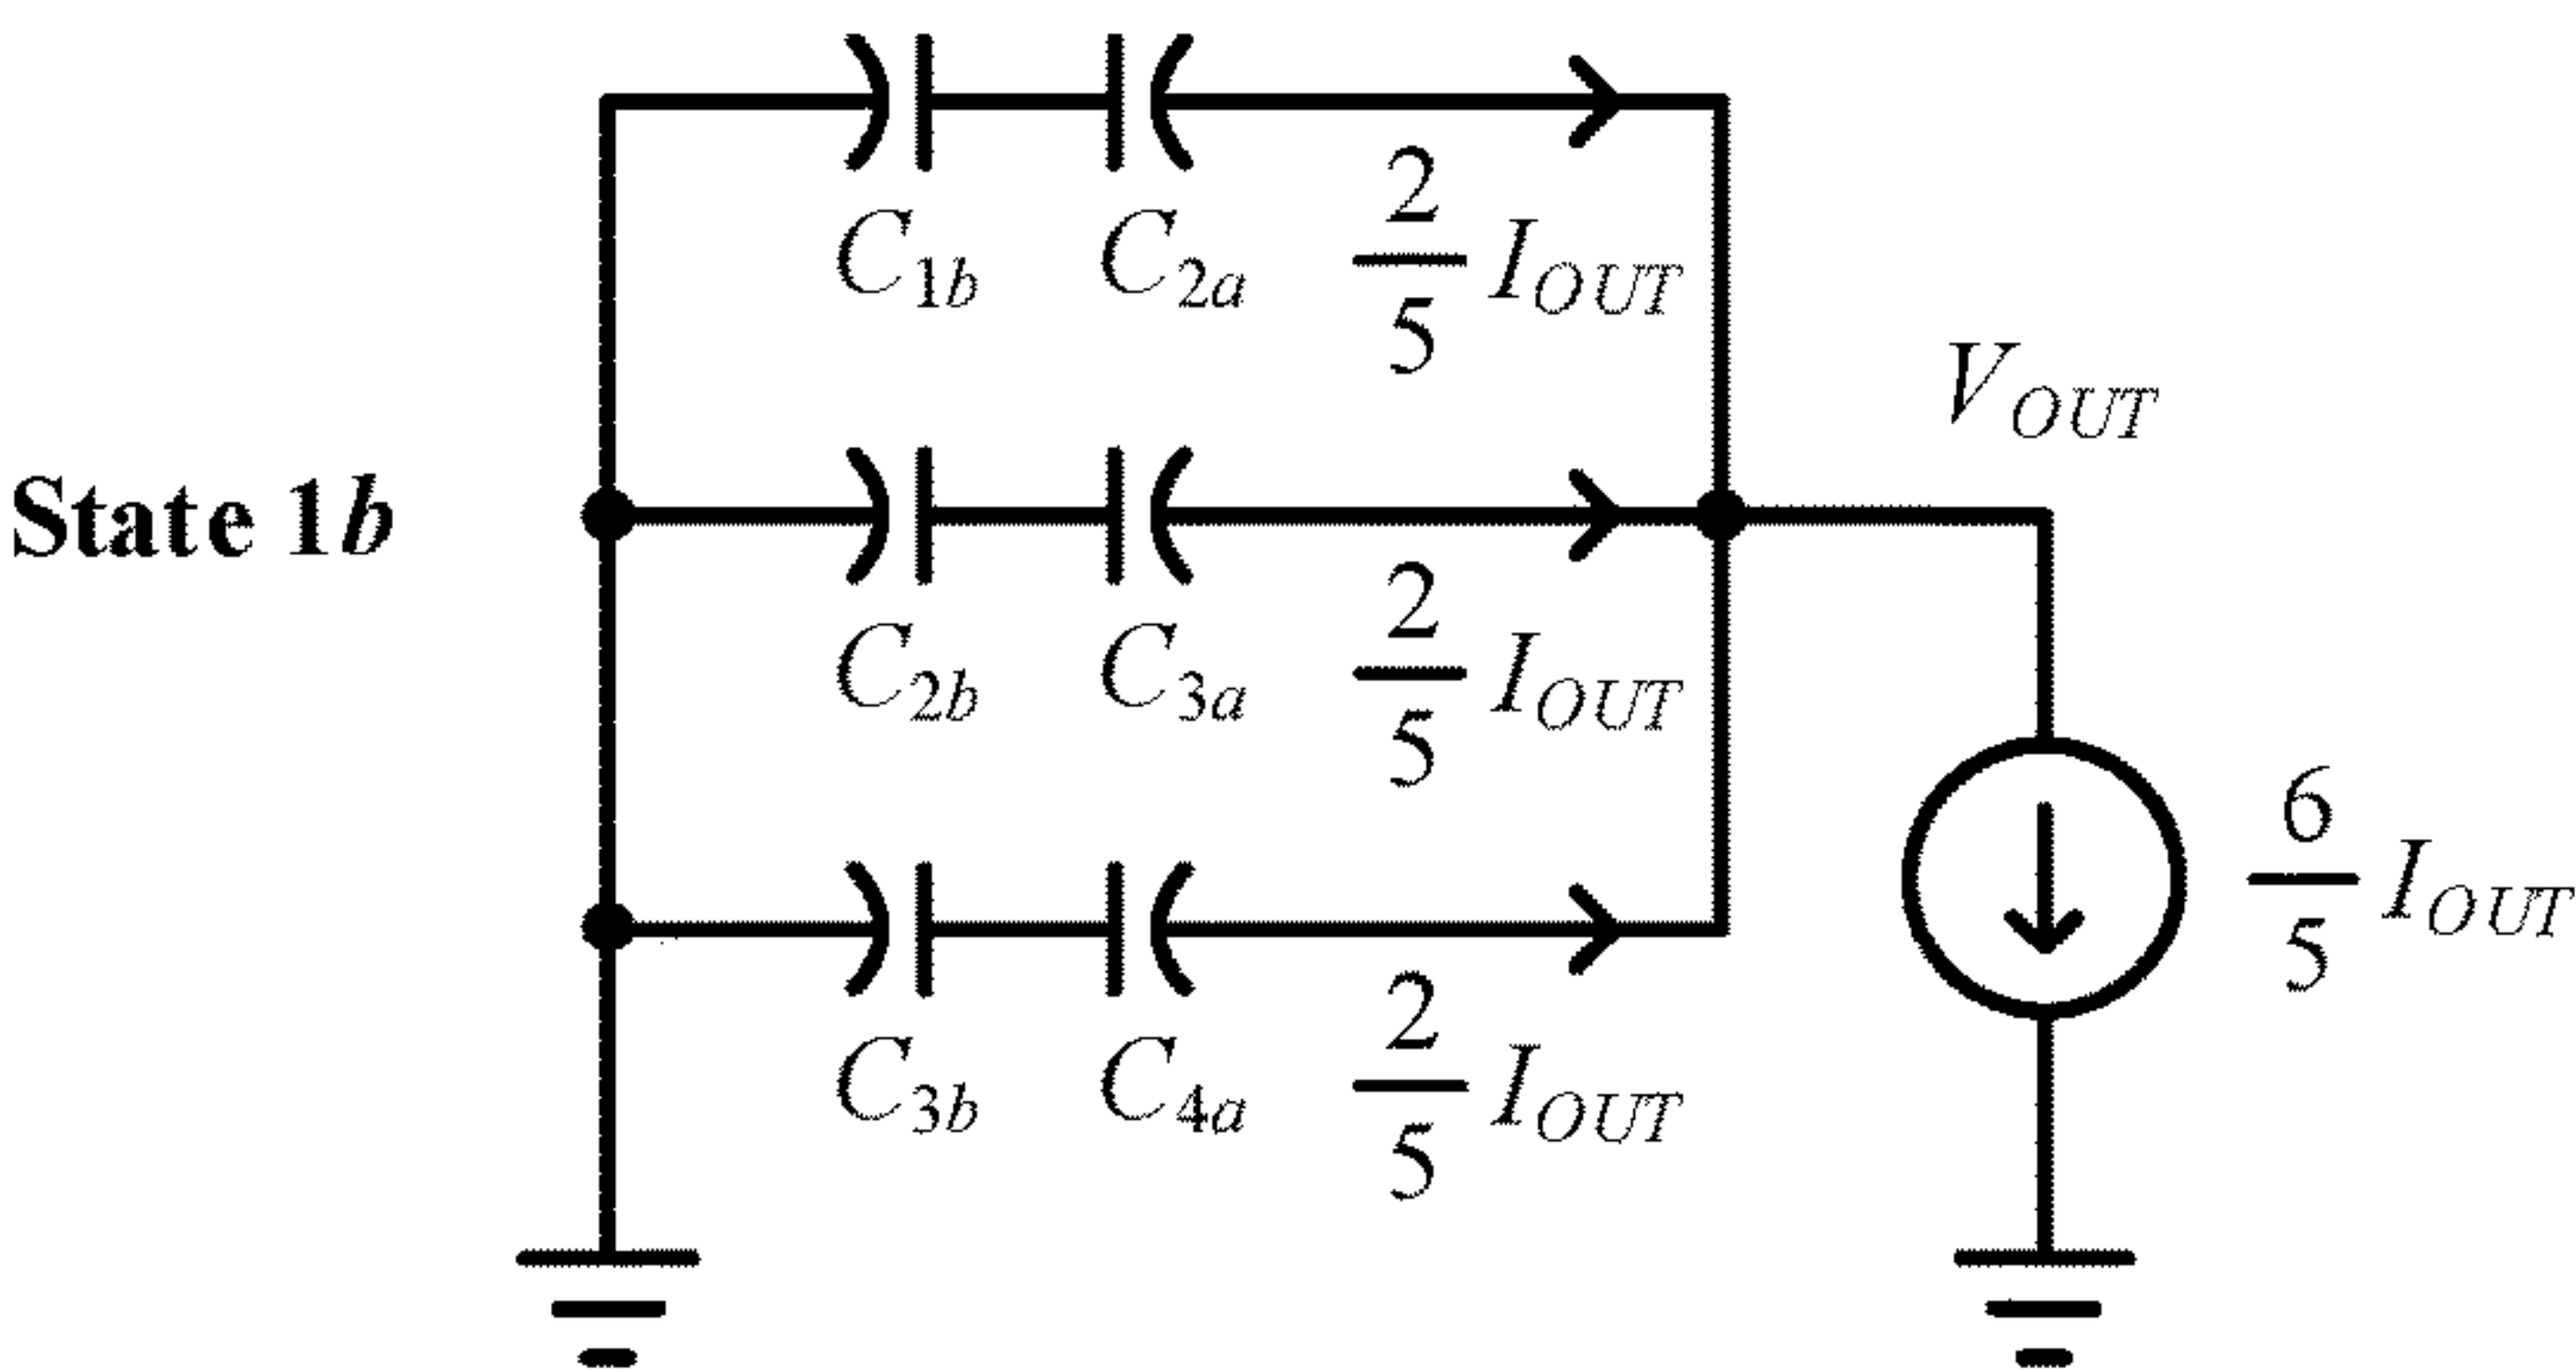 C1b C2a 2/5 IOUT
VOUT
State 1b
C2b C3a 2/5 IOUT
6/5 IOUT
C3b C4a 2/5 IOUT